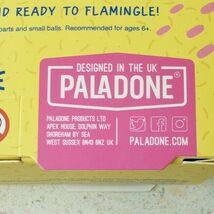 D READY TO FLAMINGLE!
parts and small balls. Recommended for ages 6+.
DESIGNED IN THE UK
PALADONE®
PALADONE PRODUCTS LTD
APEX HOUSE, DOLPHIN WAY
SHOREHAM BY SEA
WEST SUSSEX BN43 6NZ UK
PALADONE.COM